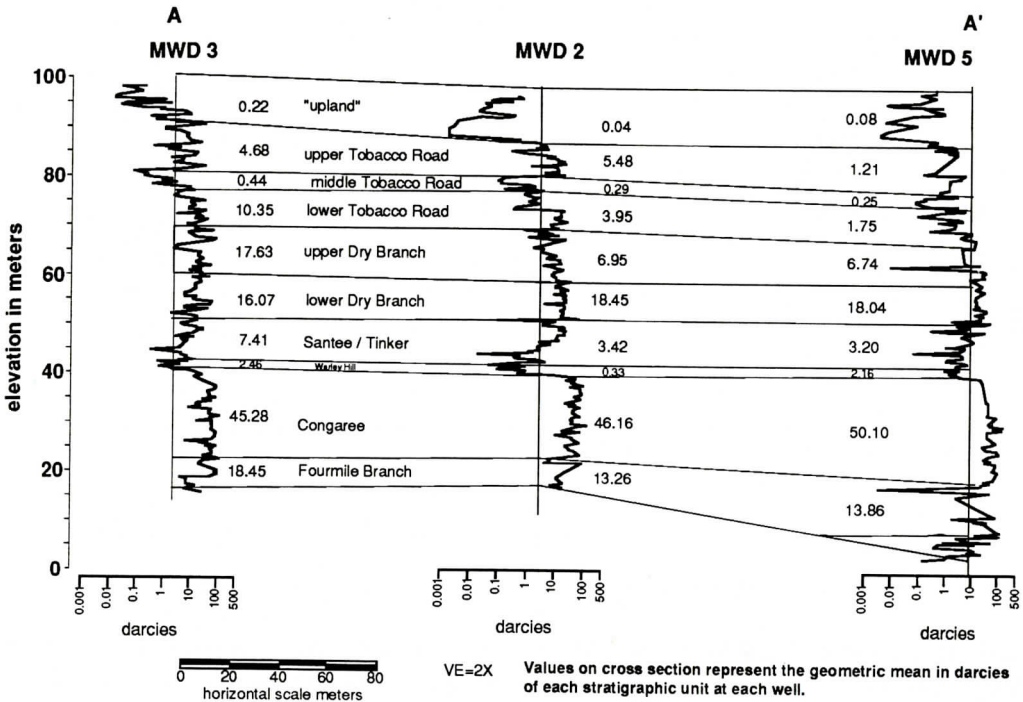 A
A'
MWD 3
MWD 2
MWD 5
100
80
60
40
20
0
elevation in meters
0.22
"upland"
0.04
0.08
4.68
upper Tobacco Road
5.48
1.21
0.44
middle Tobacco Road
0.29
0.25
10.35
lower Tobacco Road
3.95
1.75
17.63
upper Dry Branch
6.95
6.74
16.07
lower Dry Branch
18.45
18.04
7.41
Santee / Tinker
3.42
3.20
2.46
Warley Hill
0.33
2.16
45.28
Congaree
46.16
50.10
18.45
Fourmile Branch
13.26
13.86
0.001 0.01 0.1 1 10 100 500
0.001 0.01 0.1 1 10 100 500
0.001 0.01 0.1 1 10 100 500
darcies
darcies
darcies
0 20 40 60 80
horizontal scale meters
VE=2X
Values on cross section represent the geometric mean in darcies
of each stratigraphic unit at each well.